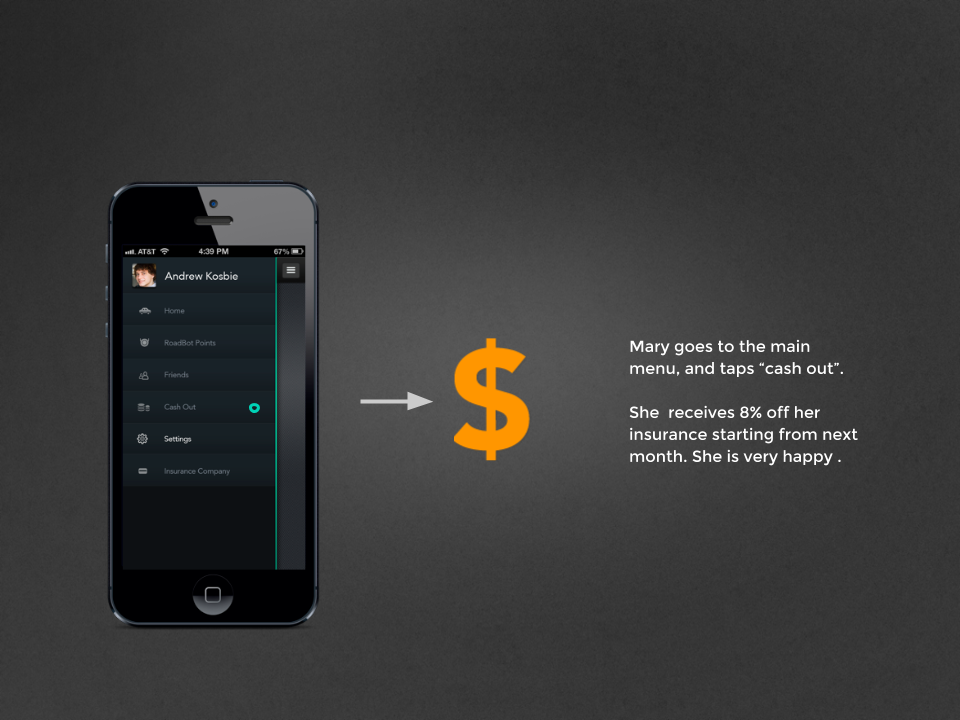 AT&T 4:39 PM 67%
Andrew Kosbie
Home
RoadBot Points
Friends
Cash Out
Settings
Insurance Company
$
Mary goes to the main
menu, and taps “cash out”.
She  receives 8% off her
insurance starting from next
month. She is very happy .